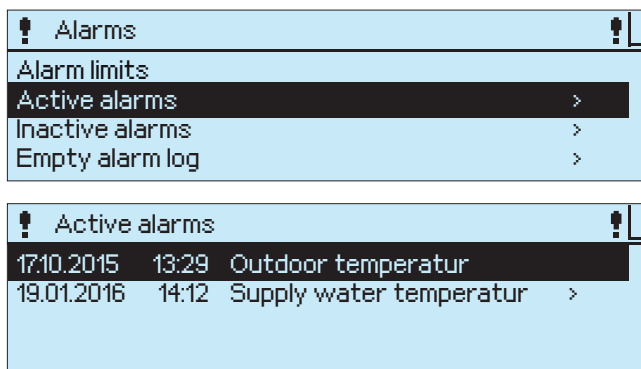 Alarms
Alarm limits
Active alarms >
Inactive alarms >
Empty alarm log >
Active alarms
17.10.2015 13:29 Outdoor temperatur
19.01.2016 14:12 Supply water temperatur >